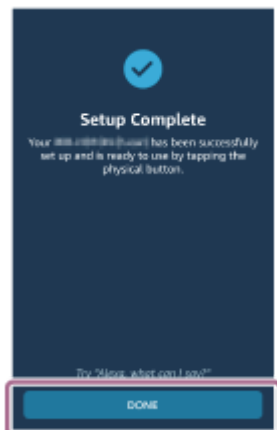 Setup Complete
Your has been successfully
set up and is ready to use by tapping the
physical button.
Try "Alexa, what can I say?"
DONE